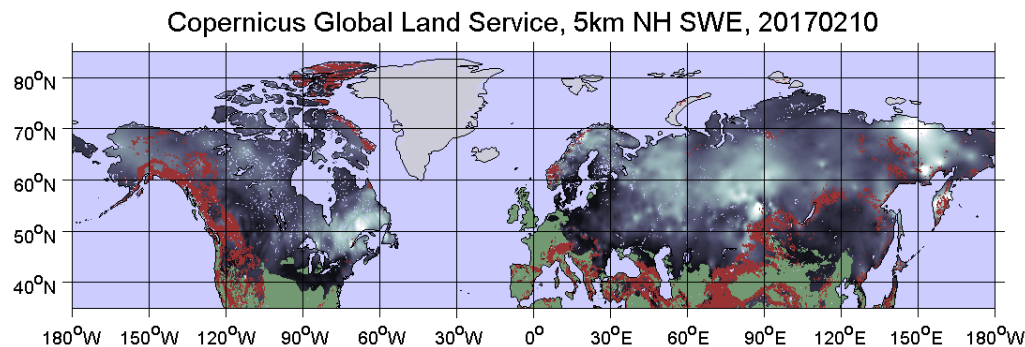 Copernicus Global Land Service, 5km NH SWE, 20170210
80°N
70°N
60°N
50°N
40°N
180°W 150°W 120°W 90°W 60°W 30°W 0° 30°E 60°E 90°E 120°E 150°E 180°W